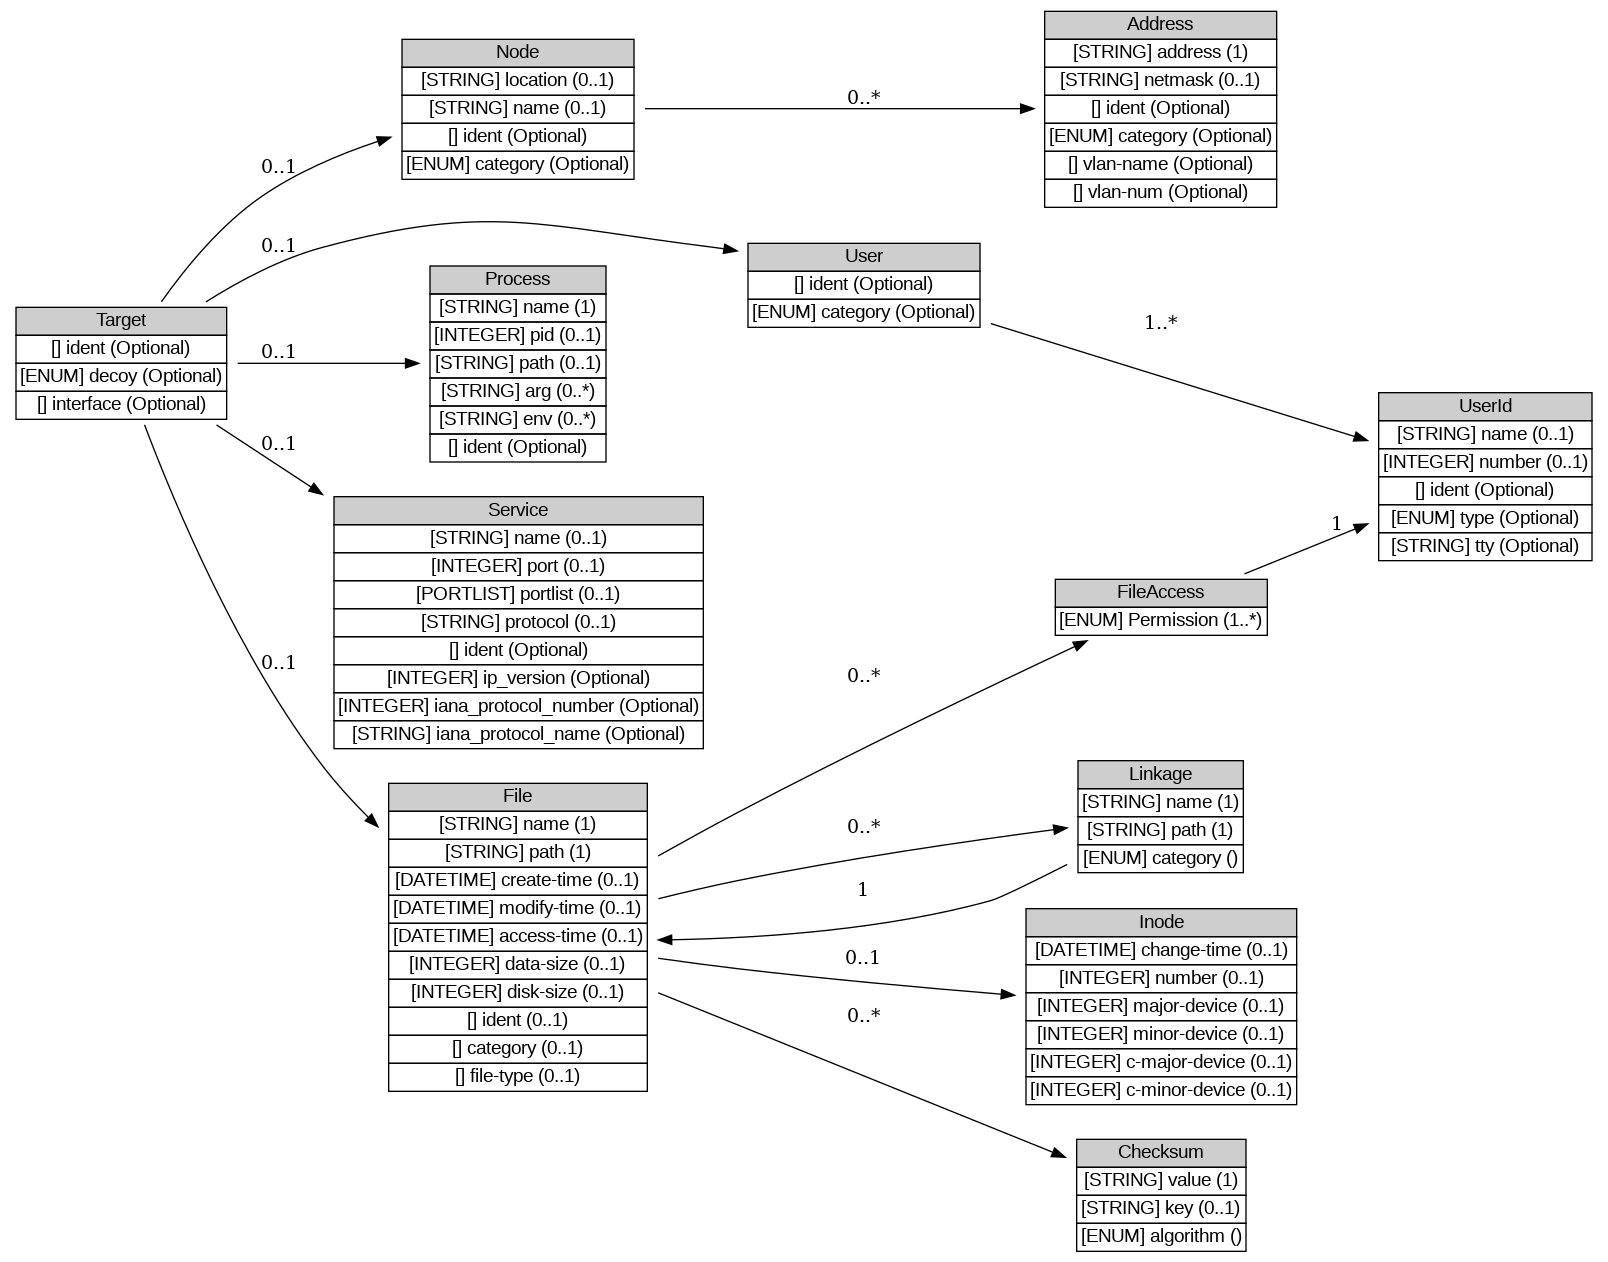 Node
[STRING] location (0..1)
[STRING] name (0..1)
[] ident (Optional)
[ENUM] category (Optional)
0..*
Address
[STRING] address (1)
[STRING] netmask (0..1)
[] ident (Optional)
[ENUM] category (Optional)
[] vlan-name (Optional)
[] vlan-num (Optional)
0..1
0..1
User
[] ident (Optional)
[ENUM] category (Optional)
1..*
Target
[] ident (Optional)
[ENUM] decoy (Optional)
[] interface (Optional)
0..1
Process
[STRING] name (1)
[INTEGER] pid (0..1)
[STRING] path (0..1)
[STRING] arg (0..*)
[STRING] env (0..*)
[] ident (Optional)
UserId
[STRING] name (0..1)
[INTEGER] number (0..1)
[] ident (Optional)
[ENUM] type (Optional)
[STRING] tty (Optional)
0..1
Service
[STRING] name (0..1)
[INTEGER] port (0..1)
[PORTLIST] portlist (0..1)
[STRING] protocol (0..1)
[] ident (Optional)
[INTEGER] ip_version (Optional)
[INTEGER] iana_protocol_number (Optional)
[STRING] iana_protocol_name (Optional)
1
FileAccess
[ENUM] Permission (1..*)
0..1
0..*
File
[STRING] name (1)
[STRING] path (1)
[DATETIME] create-time (0..1)
[DATETIME] modify-time (0..1)
[DATETIME] access-time (0..1)
[INTEGER] data-size (0..1)
[INTEGER] disk-size (0..1)
[] ident (0..1)
[] category (0..1)
[] file-type (0..1)
0..*
1
0..1
0..*
Linkage
[STRING] name (1)
[STRING] path (1)
[ENUM] category ()
Inode
[DATETIME] change-time (0..1)
[INTEGER] number (0..1)
[INTEGER] major-device (0..1)
[INTEGER] minor-device (0..1)
[INTEGER] c-major-device (0..1)
[INTEGER] c-minor-device (0..1)
Checksum
[STRING] value (1)
[STRING] key (0..1)
[ENUM] algorithm ()